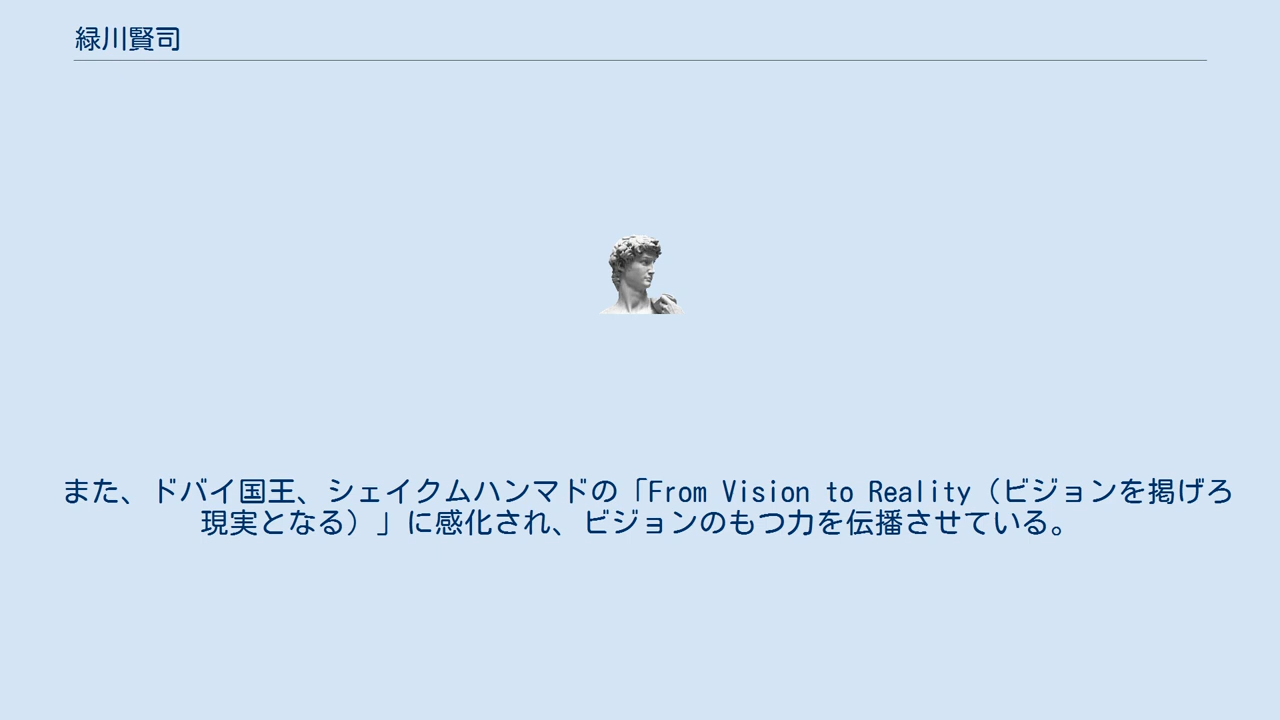 緑川賢司
また、ドバイ国王、シェイクムハンマドの「From Vision to Reality（ビジョンを掲げろ
現実となる）」に感化され、ビジョンのもつ力を伝播させている。